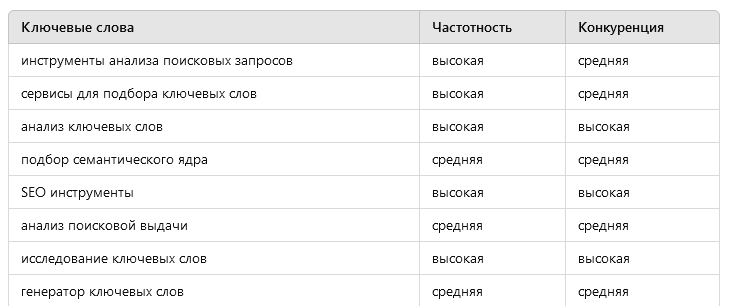 Ключевые слова Частотность Конкуренция
инструменты анализа поисковых запросов высокая средняя
сервисы для подбора ключевых слов высокая средняя
анализ ключевых слов высокая высокая
подбор семантического ядра средняя средняя
SEO инструменты высокая высокая
анализ поисковой выдачи средняя средняя
исследование ключевых слов высокая высокая
генератор ключевых слов средняя средняя